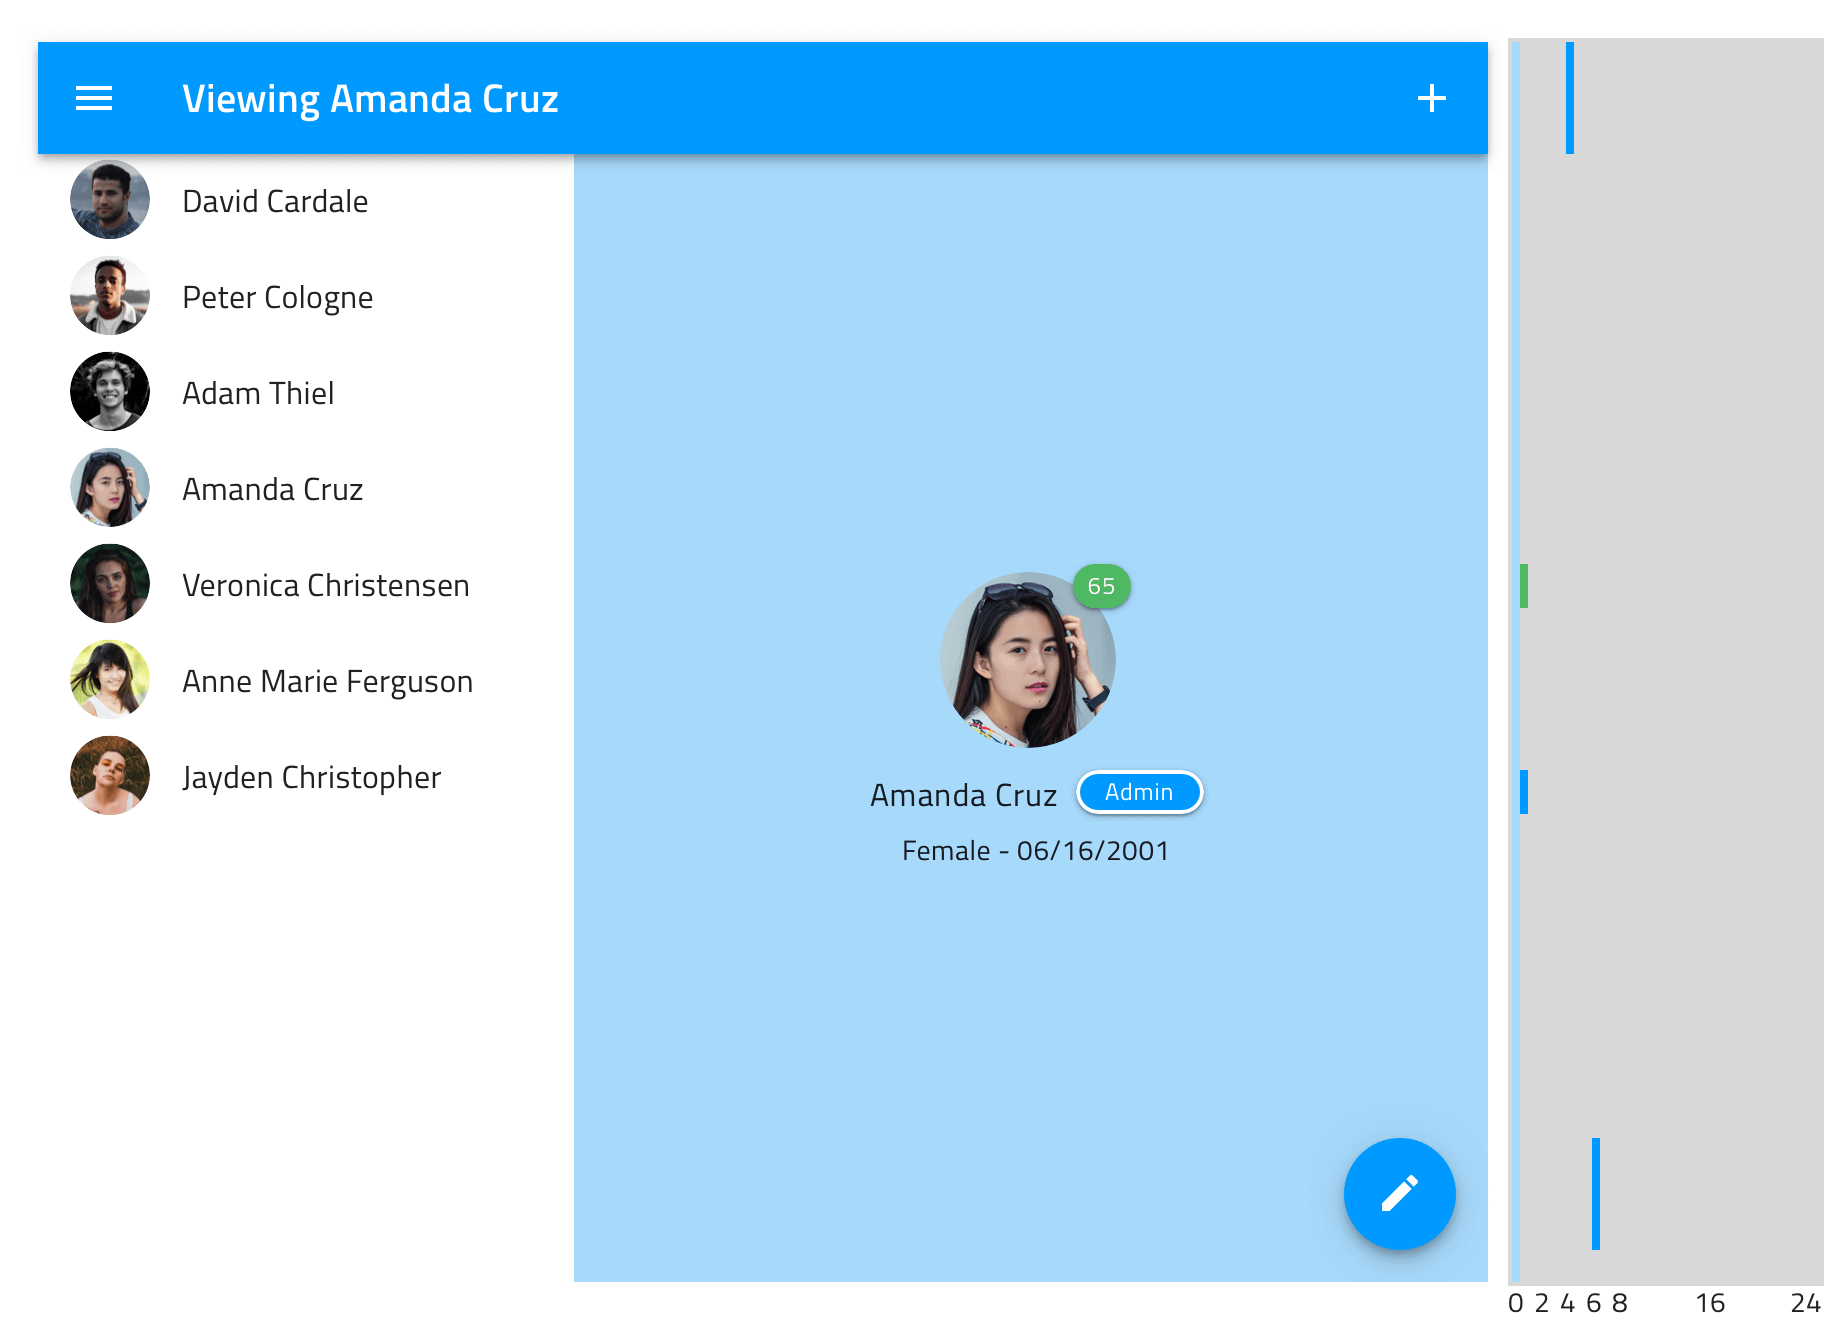 Viewing Amanda Cruz
David Cardale
Peter Cologne
Adam Thiel
Amanda Cruz
Veronica Christensen
Anne Marie Ferguson
Jayden Christopher
65
Amanda Cruz Admin
Female - 06/16/2001
0 2 4 6 8 16 24